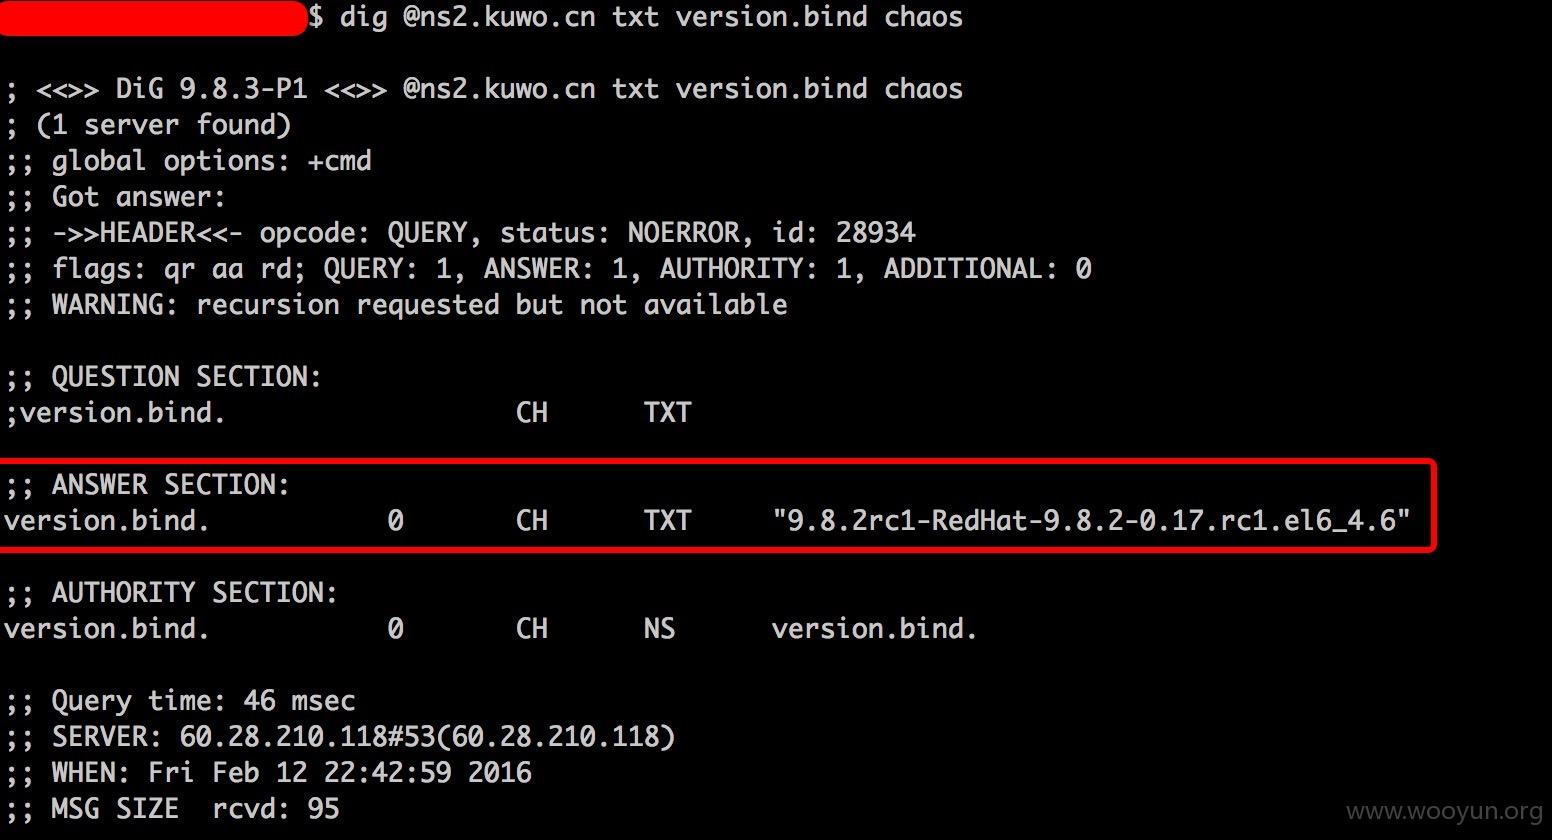 $ dig @ns2.kuwo.cn txt version.bind chaos
; <<>> DiG 9.8.3-P1 <<>> @ns2.kuwo.cn txt version.bind chaos
; (1 server found)
;; global options: +cmd
;; Got answer:
;; ->>HEADER<<- opcode: QUERY, status: NOERROR, id: 28934
;; flags: qr aa rd; QUERY: 1, ANSWER: 1, AUTHORITY: 1, ADDITIONAL: 0
;; WARNING: recursion requested but not available
;; QUESTION SECTION:
;version.bind. CH TXT
;; ANSWER SECTION:
version.bind. 0 CH TXT "9.8.2rc1-RedHat-9.8.2-0.17.rc1.el6_4.6"
;; AUTHORITY SECTION:
version.bind. 0 CH NS version.bind.
;; Query time: 46 msec
;; SERVER: 60.28.210.118#53(60.28.210.118)
;; WHEN: Fri Feb 12 22:42:59 2016
;; MSG SIZE rcvd: 95
www.wooyun.org